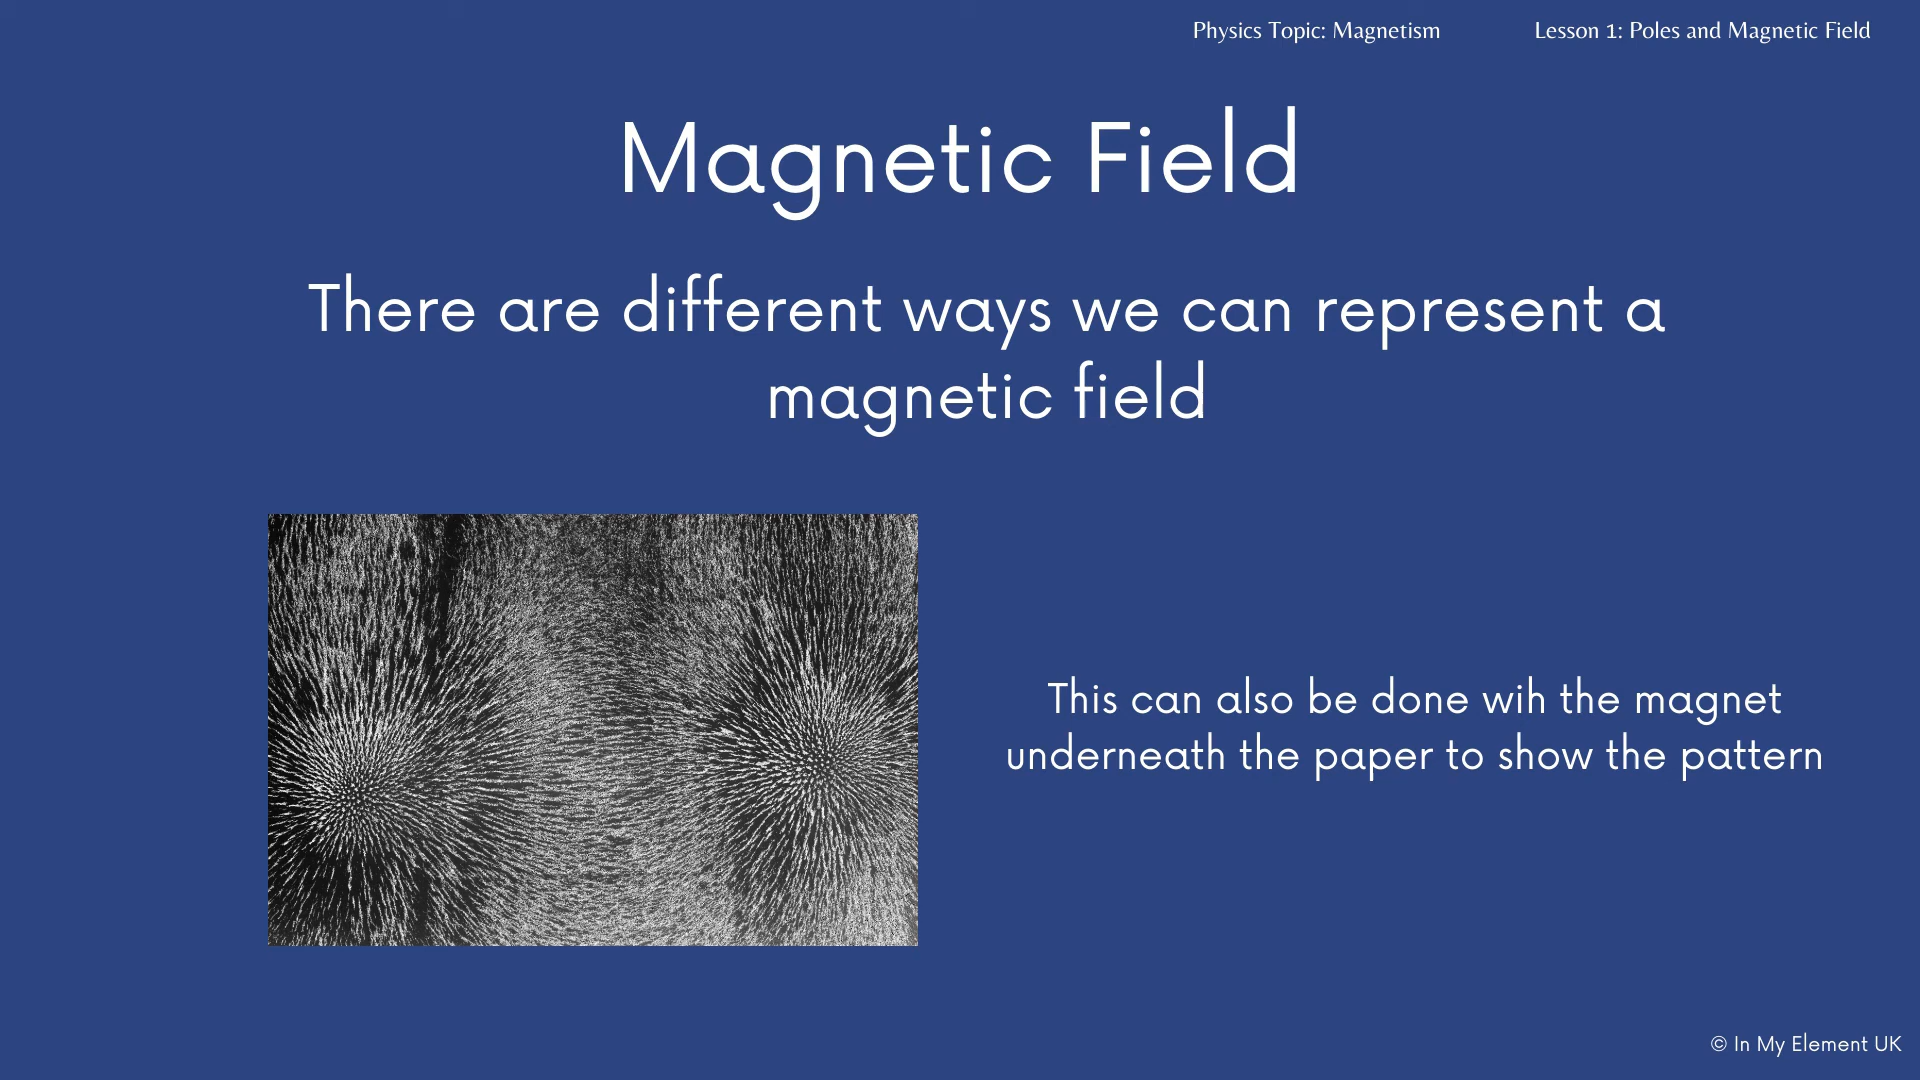 Physics Topic: Magnetism
Lesson 1: Poles and Magnetic Field
Magnetic Field
There are different ways we can represent a
magnetic field
This can also be done wih the magnet
underneath the paper to show the pattern
© In My Element UK